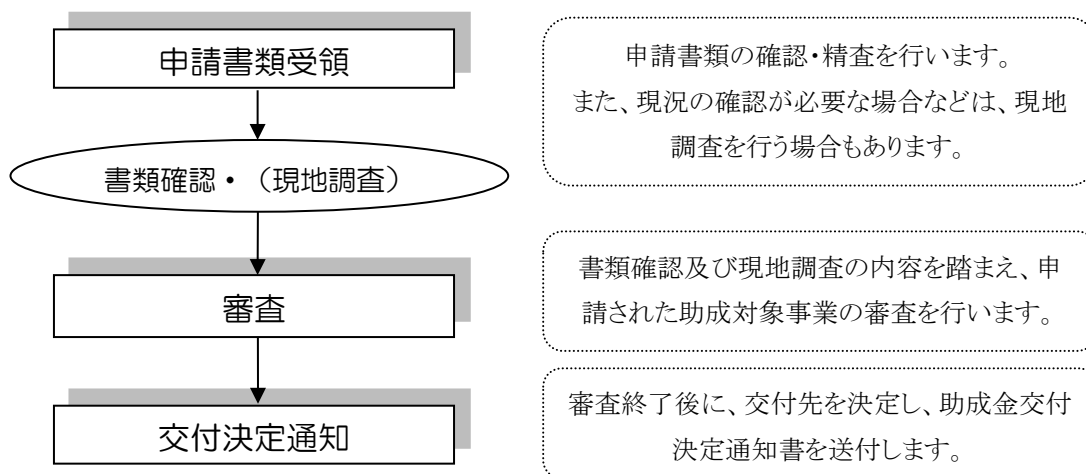 申請書類受領
申請書類の確認・精査を行います。
また、現況の確認が必要な場合などは、現地
調査を行う場合もあります。
書類確認・（現地調査）
審査
書類確認及び現地調査の内容を踏まえ、申
請された助成対象事業の審査を行います。
交付決定通知
審査終了後に、交付先を決定し、助成金交付
決定通知書を送付します。